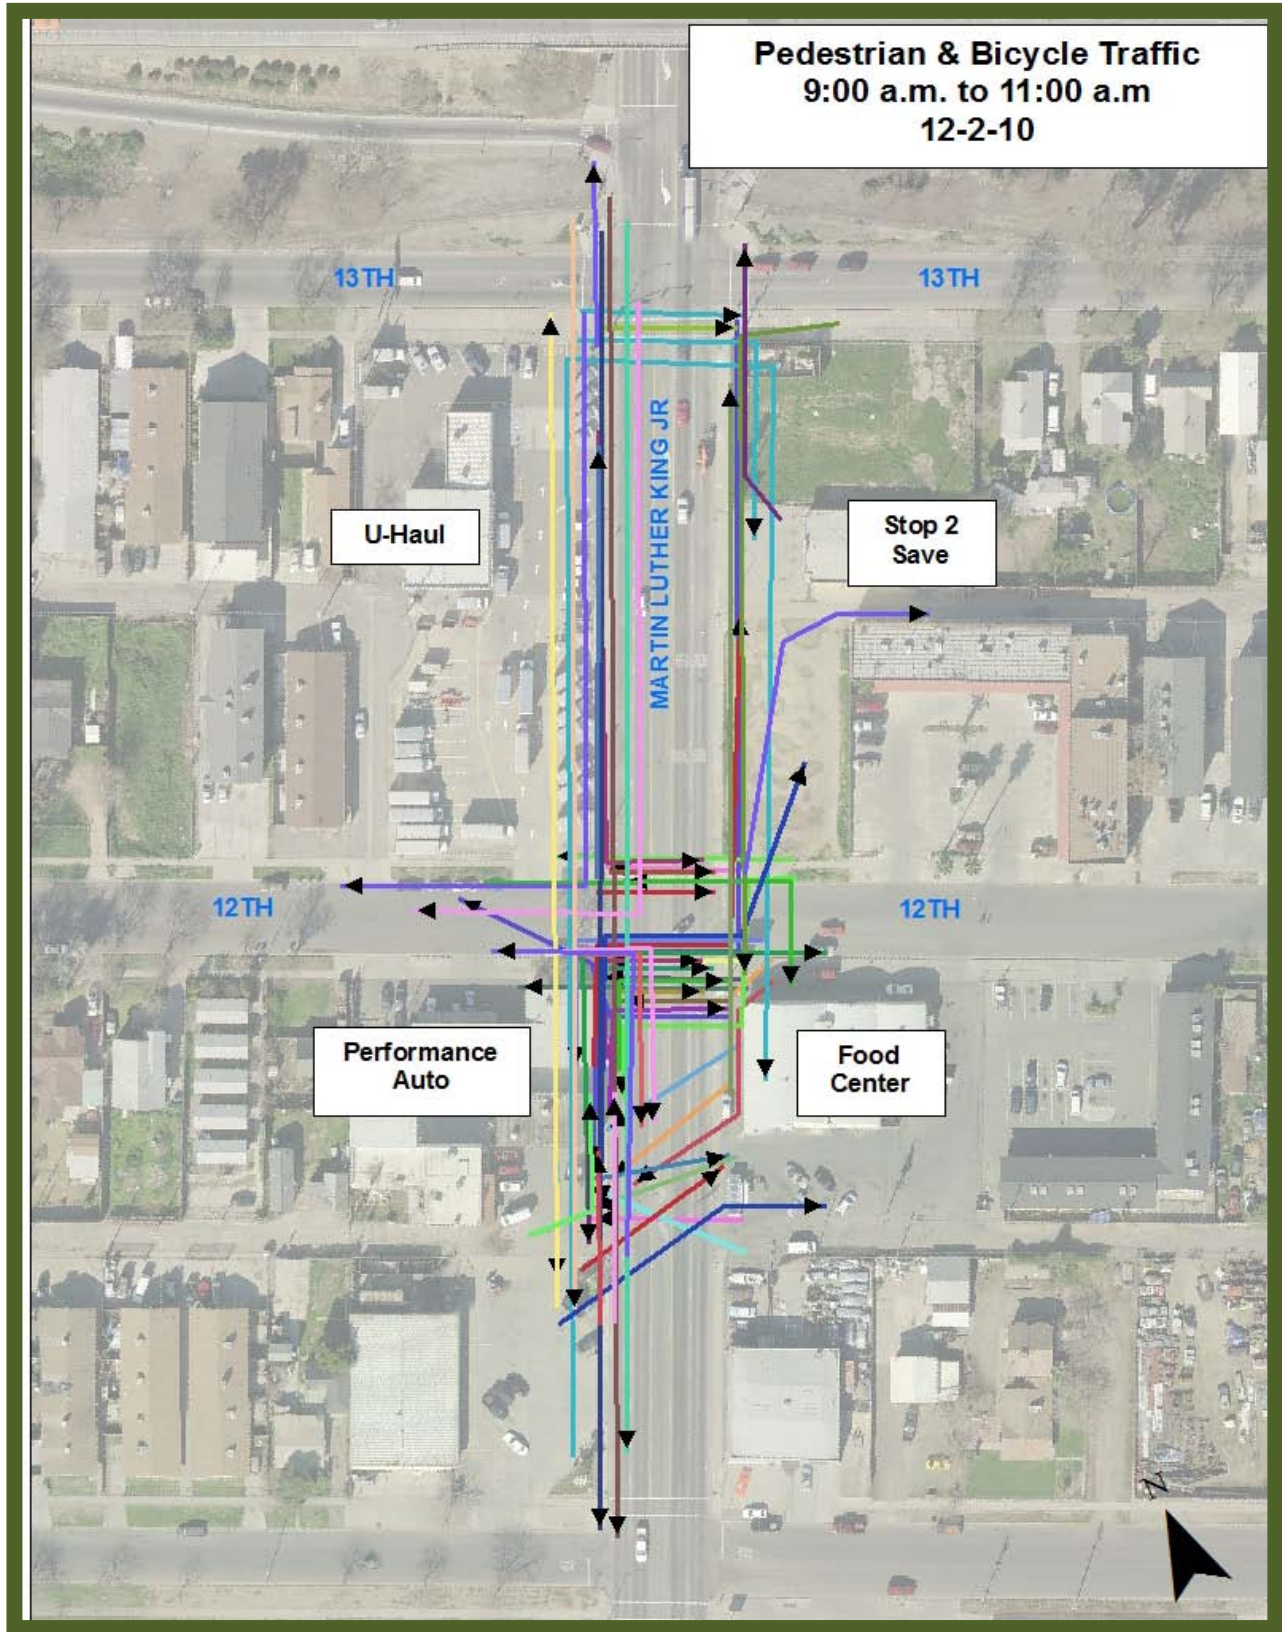 Pedestrian & Bicycle Traffic
9:00 a.m. to 11:00 a.m
12-2-10
13TH
13TH
MARTIN LUTHER KING JR
U-Haul
Stop 2
Save
12TH
12TH
Performance
Auto
Food
Center
N